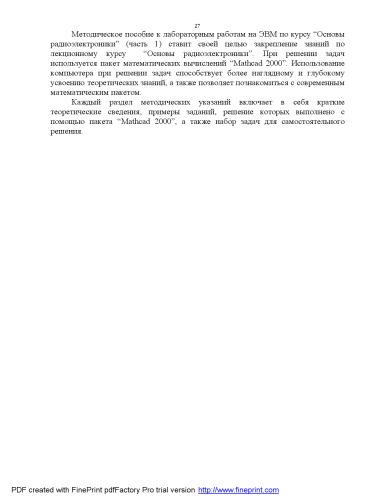 27
Методическое пособие к лабораторным работам на ЭВМ по курсу “Основы
радиоэлектроники” (часть 1) ставит своей целью закрепление знаний по
лекционному курсу “Основы радиоэлектроники”. При решении задач
используется пакет математических вычислений “Mathcad 2000”. Использование
компьютера при решении задач способствует более наглядному и глубокому
усвоению теоретических знаний, а также позволяет познакомиться с современным
математическим пакетом.
Каждый раздел методических указаний включает в себя краткие
теоретические сведения, примеры заданий, решение которых выполнено с
помощью пакета “Mathcad 2000”, а также набор задач для самостоятельного
решения.
PDF created with FinePrint pdfFactory Pro trial version http://www.fineprint.com